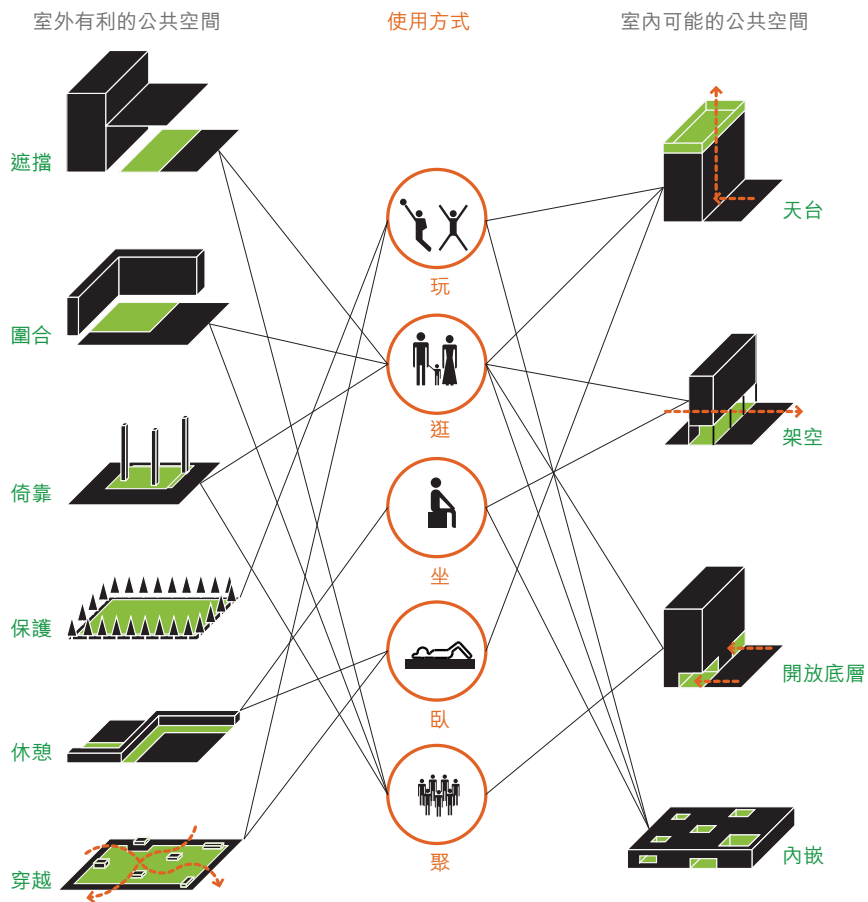 室外有利的公共空間
使用方式
室內可能的公共空間
遮擋
圍合
倚靠
保護
休憩
穿越
玩
逛
坐
臥
聚
天台
架空
開放底層
內嵌